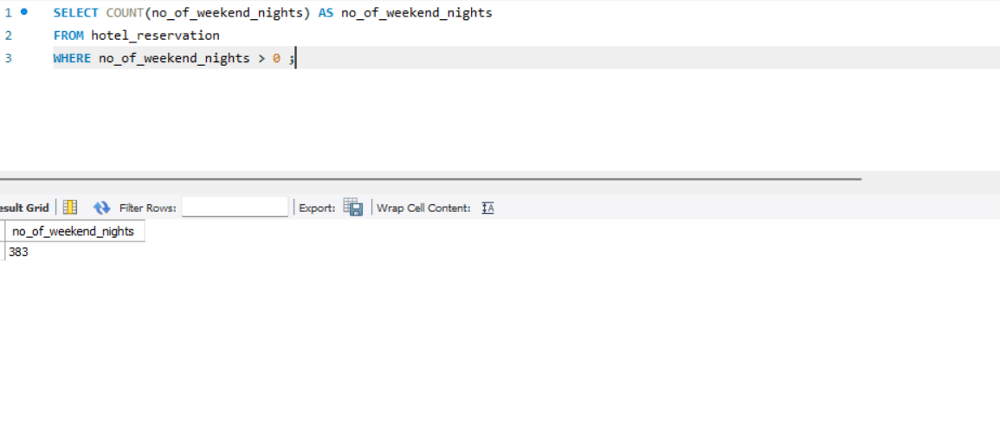 1 SELECT COUNT(no_of_weekend_nights) AS no_of_weekend_nights
2 FROM hotel_reservation
3 WHERE no_of_weekend_nights > 0 ;
esult Grid Filter Rows: Export: Wrap Cell Content: IA
no_of_weekend_nights
383